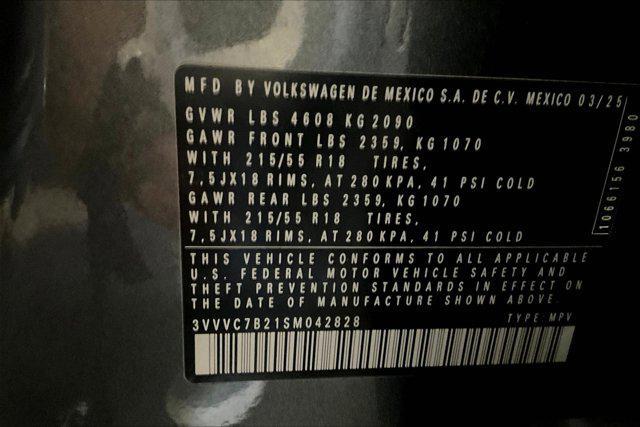 MFD BY VOLKSWAGEN DE MEXICO S.A. DE C.V. MEXICO 03/25
GVWR LBS 4608 KG 2090
GAWR FRONT LBS 2359, KG 1070
WITH 215/55 R18 TIRES,
7,5JX18 RIMS, AT 280 KPA, 41 PSI COLD
GAWR REAR LBS 2359, KG 1070
WITH 215/55 R18 TIRES,
7,5JX18 RIMS, AT 280 KPA, 41 PSI COLD
THIS VEHICLE CONFORMS TO ALL APPLICABLE
U.S. FEDERAL MOTOR VEHICLE SAFETY AND
THEFT PREVENTION STANDARDS IN EFFECT ON
THE DATE OF MANUFACTURE SHOWN ABOVE.
3VVVC7B21SM042828 TYPE: MPV
1066156 3980